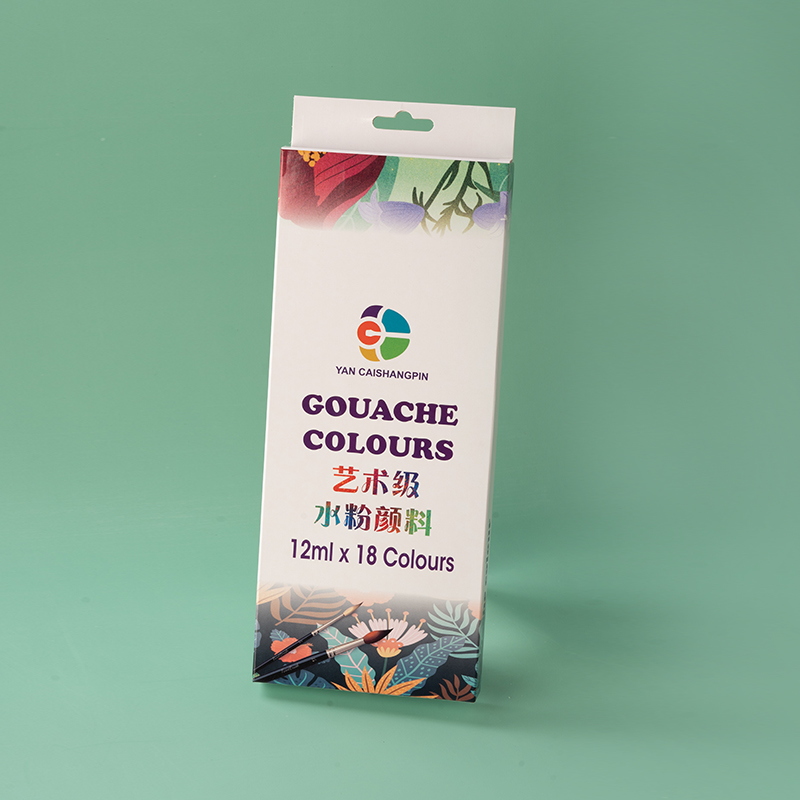 YAN CAISHANGPIN
GOUACHE
COLOURS
艺术级
水粉颜料
12ml x 18 Colours